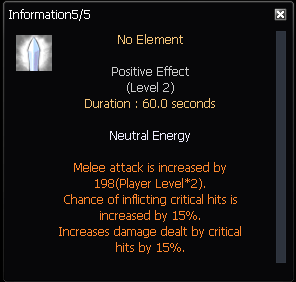 Information5/5
No Element
Positive Effect
(Level 2)
Duration : 60.0 seconds
Neutral Energy
Melee attack is increased by
198(Player Level*2).
Chance of inflicting critical hits is
increased by 15%.
Increases damage dealt by critical
hits by 15%.